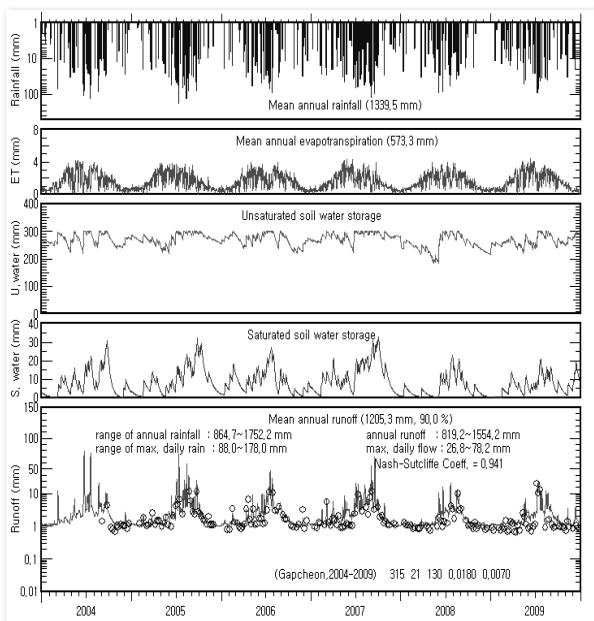 Rainfall (mm)
1
10
100
Mean annual rainfall (1339,5 mm)
ET (mm)
8
4
0
Mean annual evapotranspiration (573,3 mm)
U, water (mm)
400
300
200
100
0
Unsaturated soil water storage
S, water (mm)
40
30
20
10
0
Saturated soil water storage
Runoff (mm)
150
100
50
10
1
0,1
0,01
Mean annual runoff (1205,3 mm, 90,0 %)
range of annual rainfall : 864,7~1752,2 mm
annual runoff : 819,2~1554,2 mm
range of max, daily rain : 88,0~178,0 mm
max, daily flow : 26,8~78,2 mm
Nash-Sutcliffe Coeff, = 0,941
(Gapcheon,2004-2009) 315 21 130 0,0180 0,0070
2004 2005 2006 2007 2008 2009